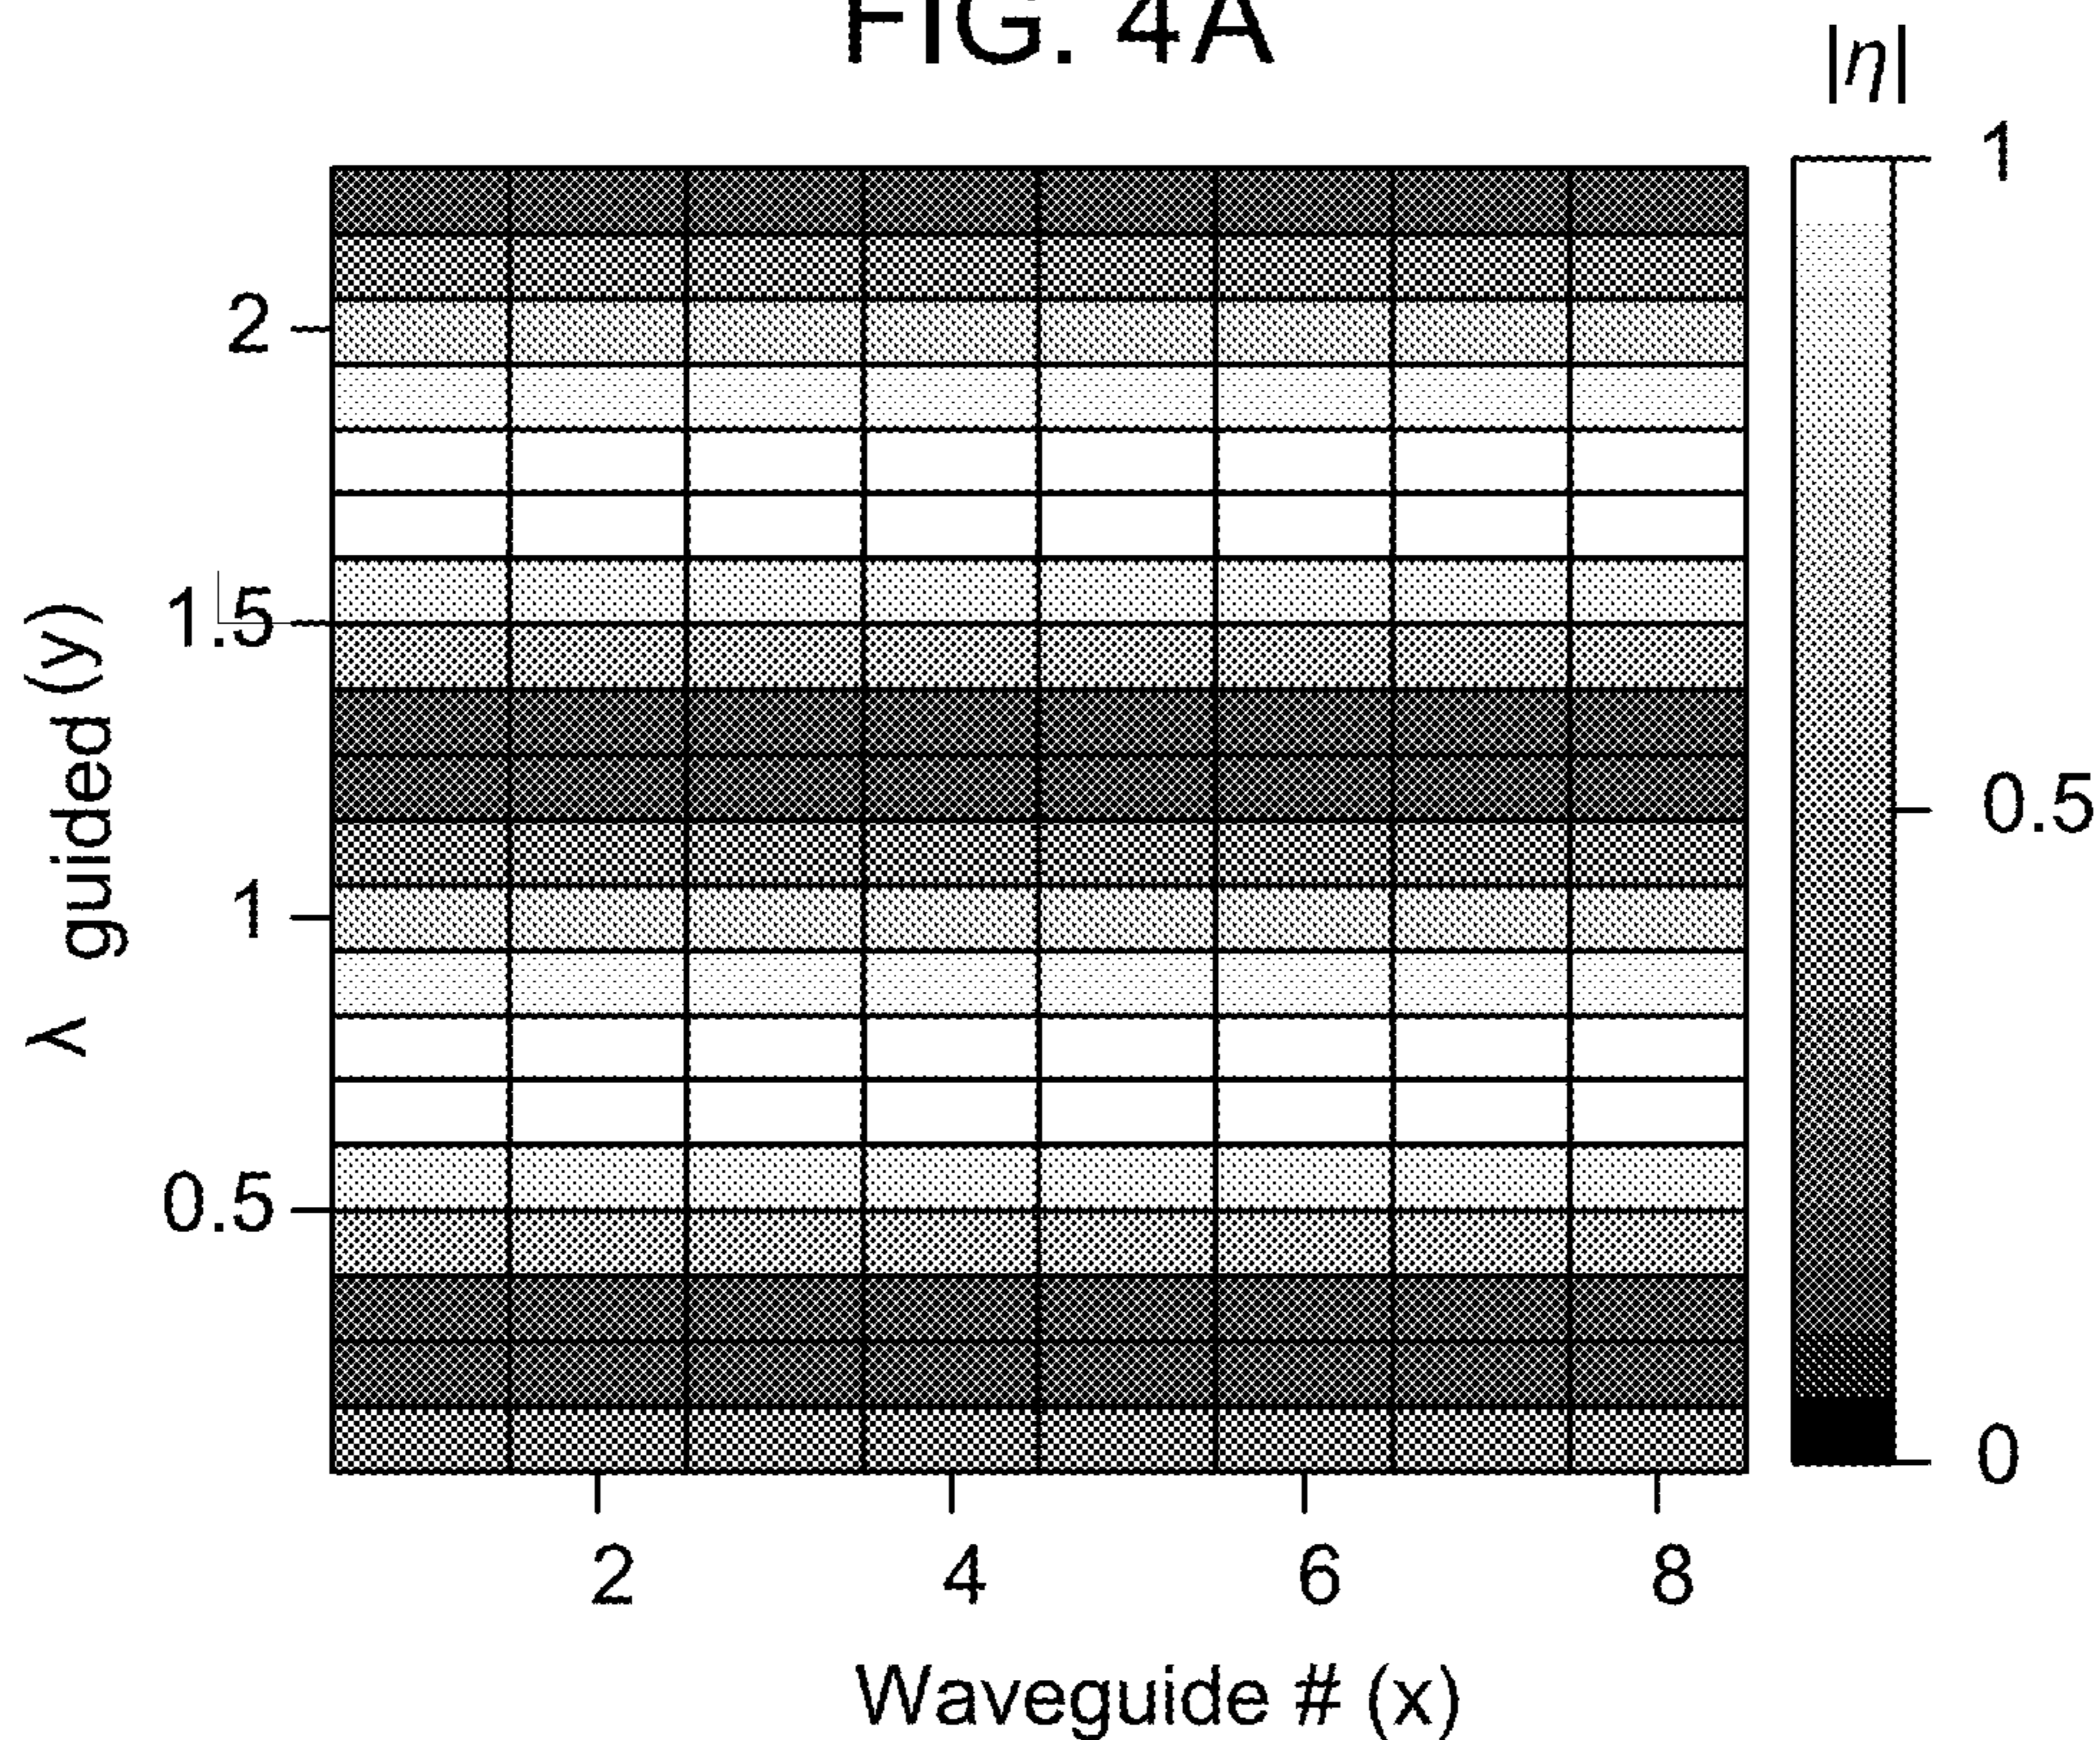 FIG. 4A
|η|
1
0.5
0
2
1.5
1
0.5
λ guided (y)
2 4 6 8
Waveguide # (x)